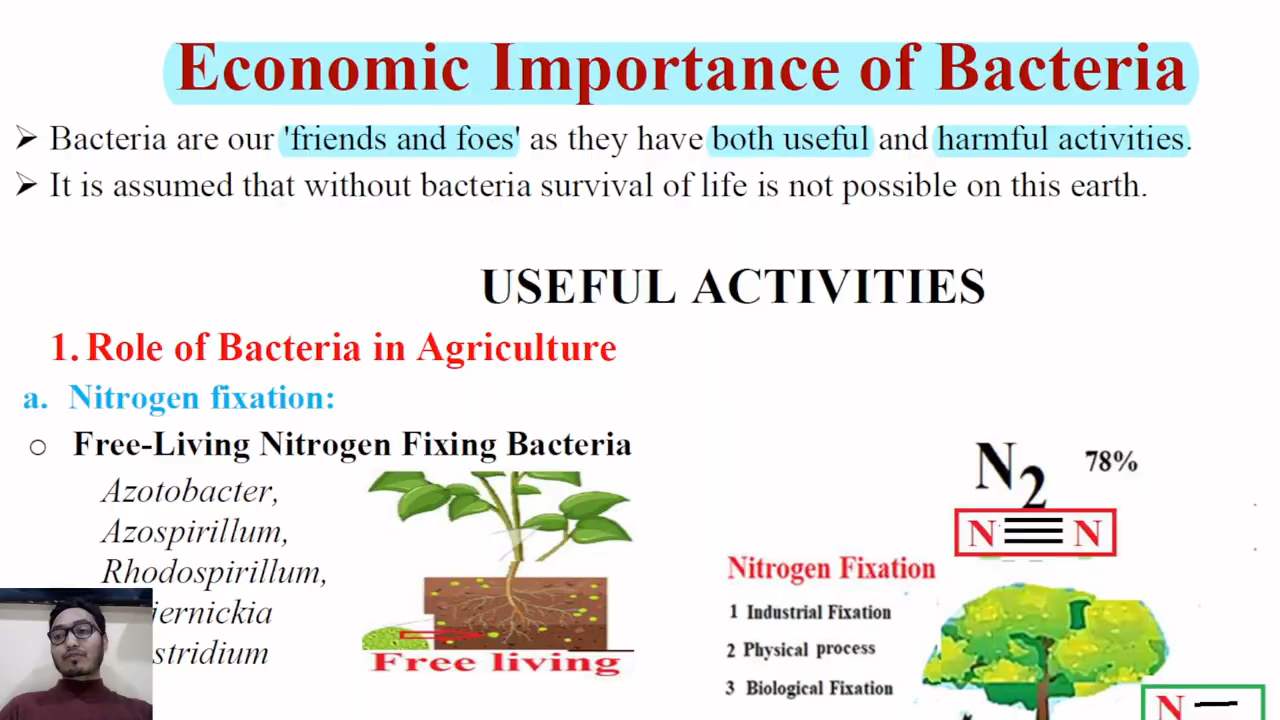 Economic Importance of Bacteria
➤ Bacteria are our 'friends and foes' as they have both useful and harmful activities.
➤ It is assumed that without bacteria survival of life is not possible on this earth.
USEFUL ACTIVITIES
1. Role of Bacteria in Agriculture
a. Nitrogen fixation:
o Free-Living Nitrogen Fixing Bacteria
Azotobacter,
Azospirillum,
Rhodospirillum,
Free living
N2 78%
N≡N
Nitrogen Fixation
1 Industrial Fixation
2 Physical process
3 Biological Fixation
N